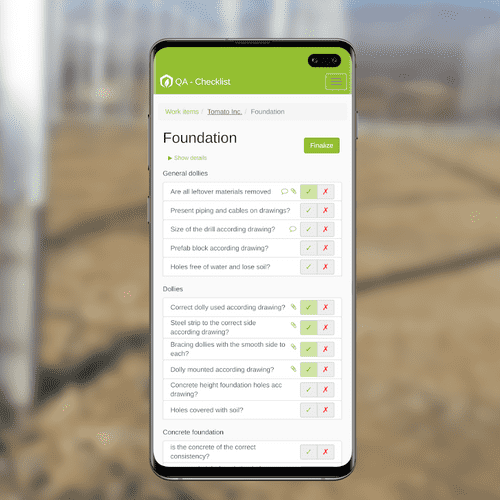 QA - Checklist
Work items / Tomato Inc. / Foundation
Foundation
Finalize
▶ Show details
General dollies
Are all leftover materials removed
Present piping and cables on drawings?
Size of the drill according drawing?
Prefab block according drawing?
Holes free of water and lose soil?
Dollies
Correct dolly used according drawing?
Steel strip to the correct side
according drawing?
Bracing dollies with the smooth side to
each?
Dolly mounted according drawing?
Concrete height foundation holes acc
drawing?
Holes covered with soil?
Concrete foundation
Is the concrete of the correct
consistency?